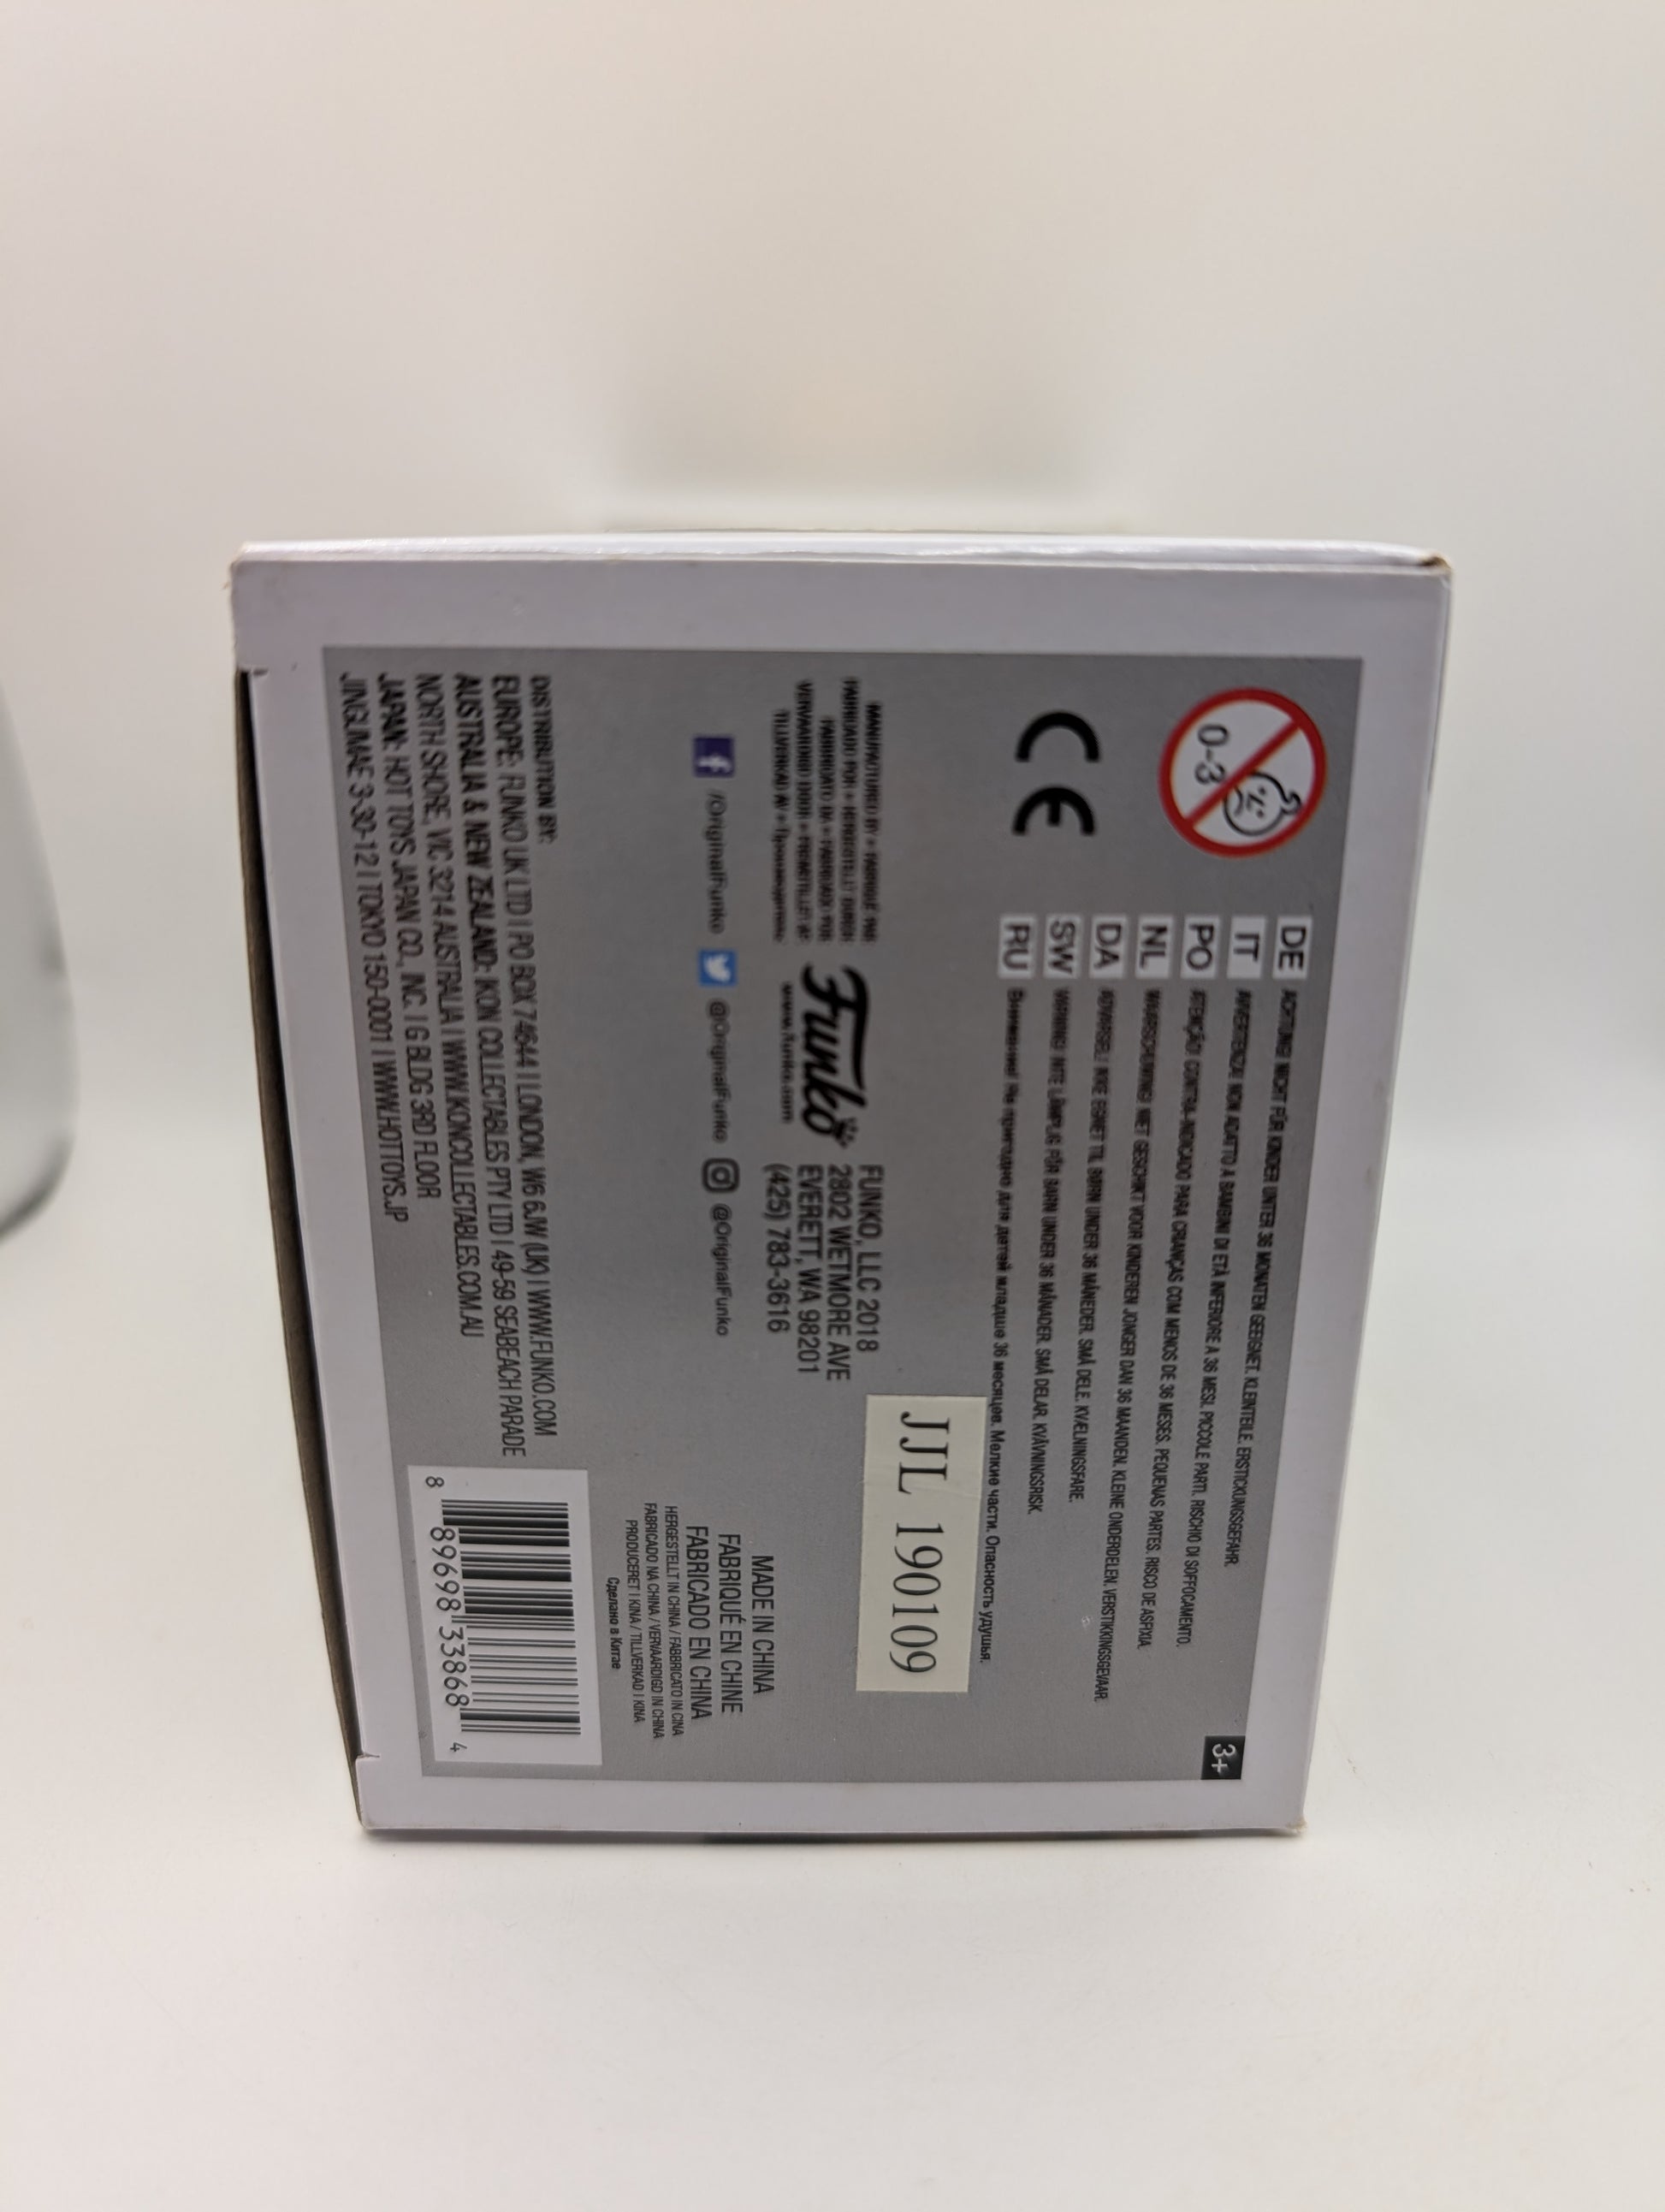 0-3
CE
DE ACHTUNG! NICHT FÜR KINDER UNTER 36 MONATEN GEEIGNET. KLEINTEILE. ERSTICKUNGSGEFAHR.
IT AVVERTENZA! NON ADATTO A BAMBINI DI ETÀ INFERIORE A 36 MESI. PICCOLE PARTI. RISCHIO DI SOFFOCAMENTO.
PO ATENÇÃO! CONTRA-INDICADO PARA CRIANÇAS COM MENOS DE 36 MESES. PEQUENAS PARTES. RISCO DE ASFIXIA.
NL WAARSCHUWING! NIET GESCHIKT VOOR KINDEREN JONGER DAN 36 MAANDEN. KLEINE ONDERDELEN. VERSTIKKINGSGEVAAR.
DA ADVARSEL! IKKE EGNET TIL BØRN UNDER 36 MÅNEDER. SMÅ DELE. KVÆLNINGSFARE.
SW VARNING! INTE LÄMPLIG FÖR BARN UNDER 36 MÅNADER. SMÅ DELAR. KVÄVNINGSRISK.
RU Внимание! Не пригодно для детей младше 36 месяцев. Мелкие части. Опасность удушья.
3+
JJL 190109
MANUFACTURED BY • FABRIQUÉ PAR
FABRICADO POR • HERGESTELLT DURCH
FABBRICATO DA • FABRICADO POR
VERVAARDIGD DOOR •
TILLVERKAD AV •
Funko
www.funko.com
FUNKO, LLC 2018
2802 WETMORE AVE
EVERETT, WA 98201
(425) 783-3616
/OriginalFunko @OriginalFunko @OriginalFunko
MADE IN CHINA
FABRIQUÉ EN CHINE
FABRICADO EN CHINA
HERGESTELLT IN CHINA / FABBRICATO IN CINA
FABRICADO NA CHINA / VERVAARDIGD IN CHINA
PRODUCERET I KINA / TILLVERKAD I KINA
Сделано в Китае
DISTRIBUTION BY:
EUROPE: FUNKO UK LTD | PO BOX 74644 | LONDON, W6 6JW (UK) | WWW.FUNKO.COM
AUSTRALIA & NEW ZEALAND: IKON COLLECTABLES PTY LTD | 49-59 SEABEACH PARADE
NORTH SHORE, VIC 3214 AUSTRALIA | WWW.IKONCOLLECTABLES.COM.AU
JAPAN: HOT TOYS JAPAN CO., INC. | G BLDG 3RD FLOOR
JINGUMAE 3-30-12 | TOKYO 150-0001 | WWW.HOTTOYS.JP
8 89698 33868 4